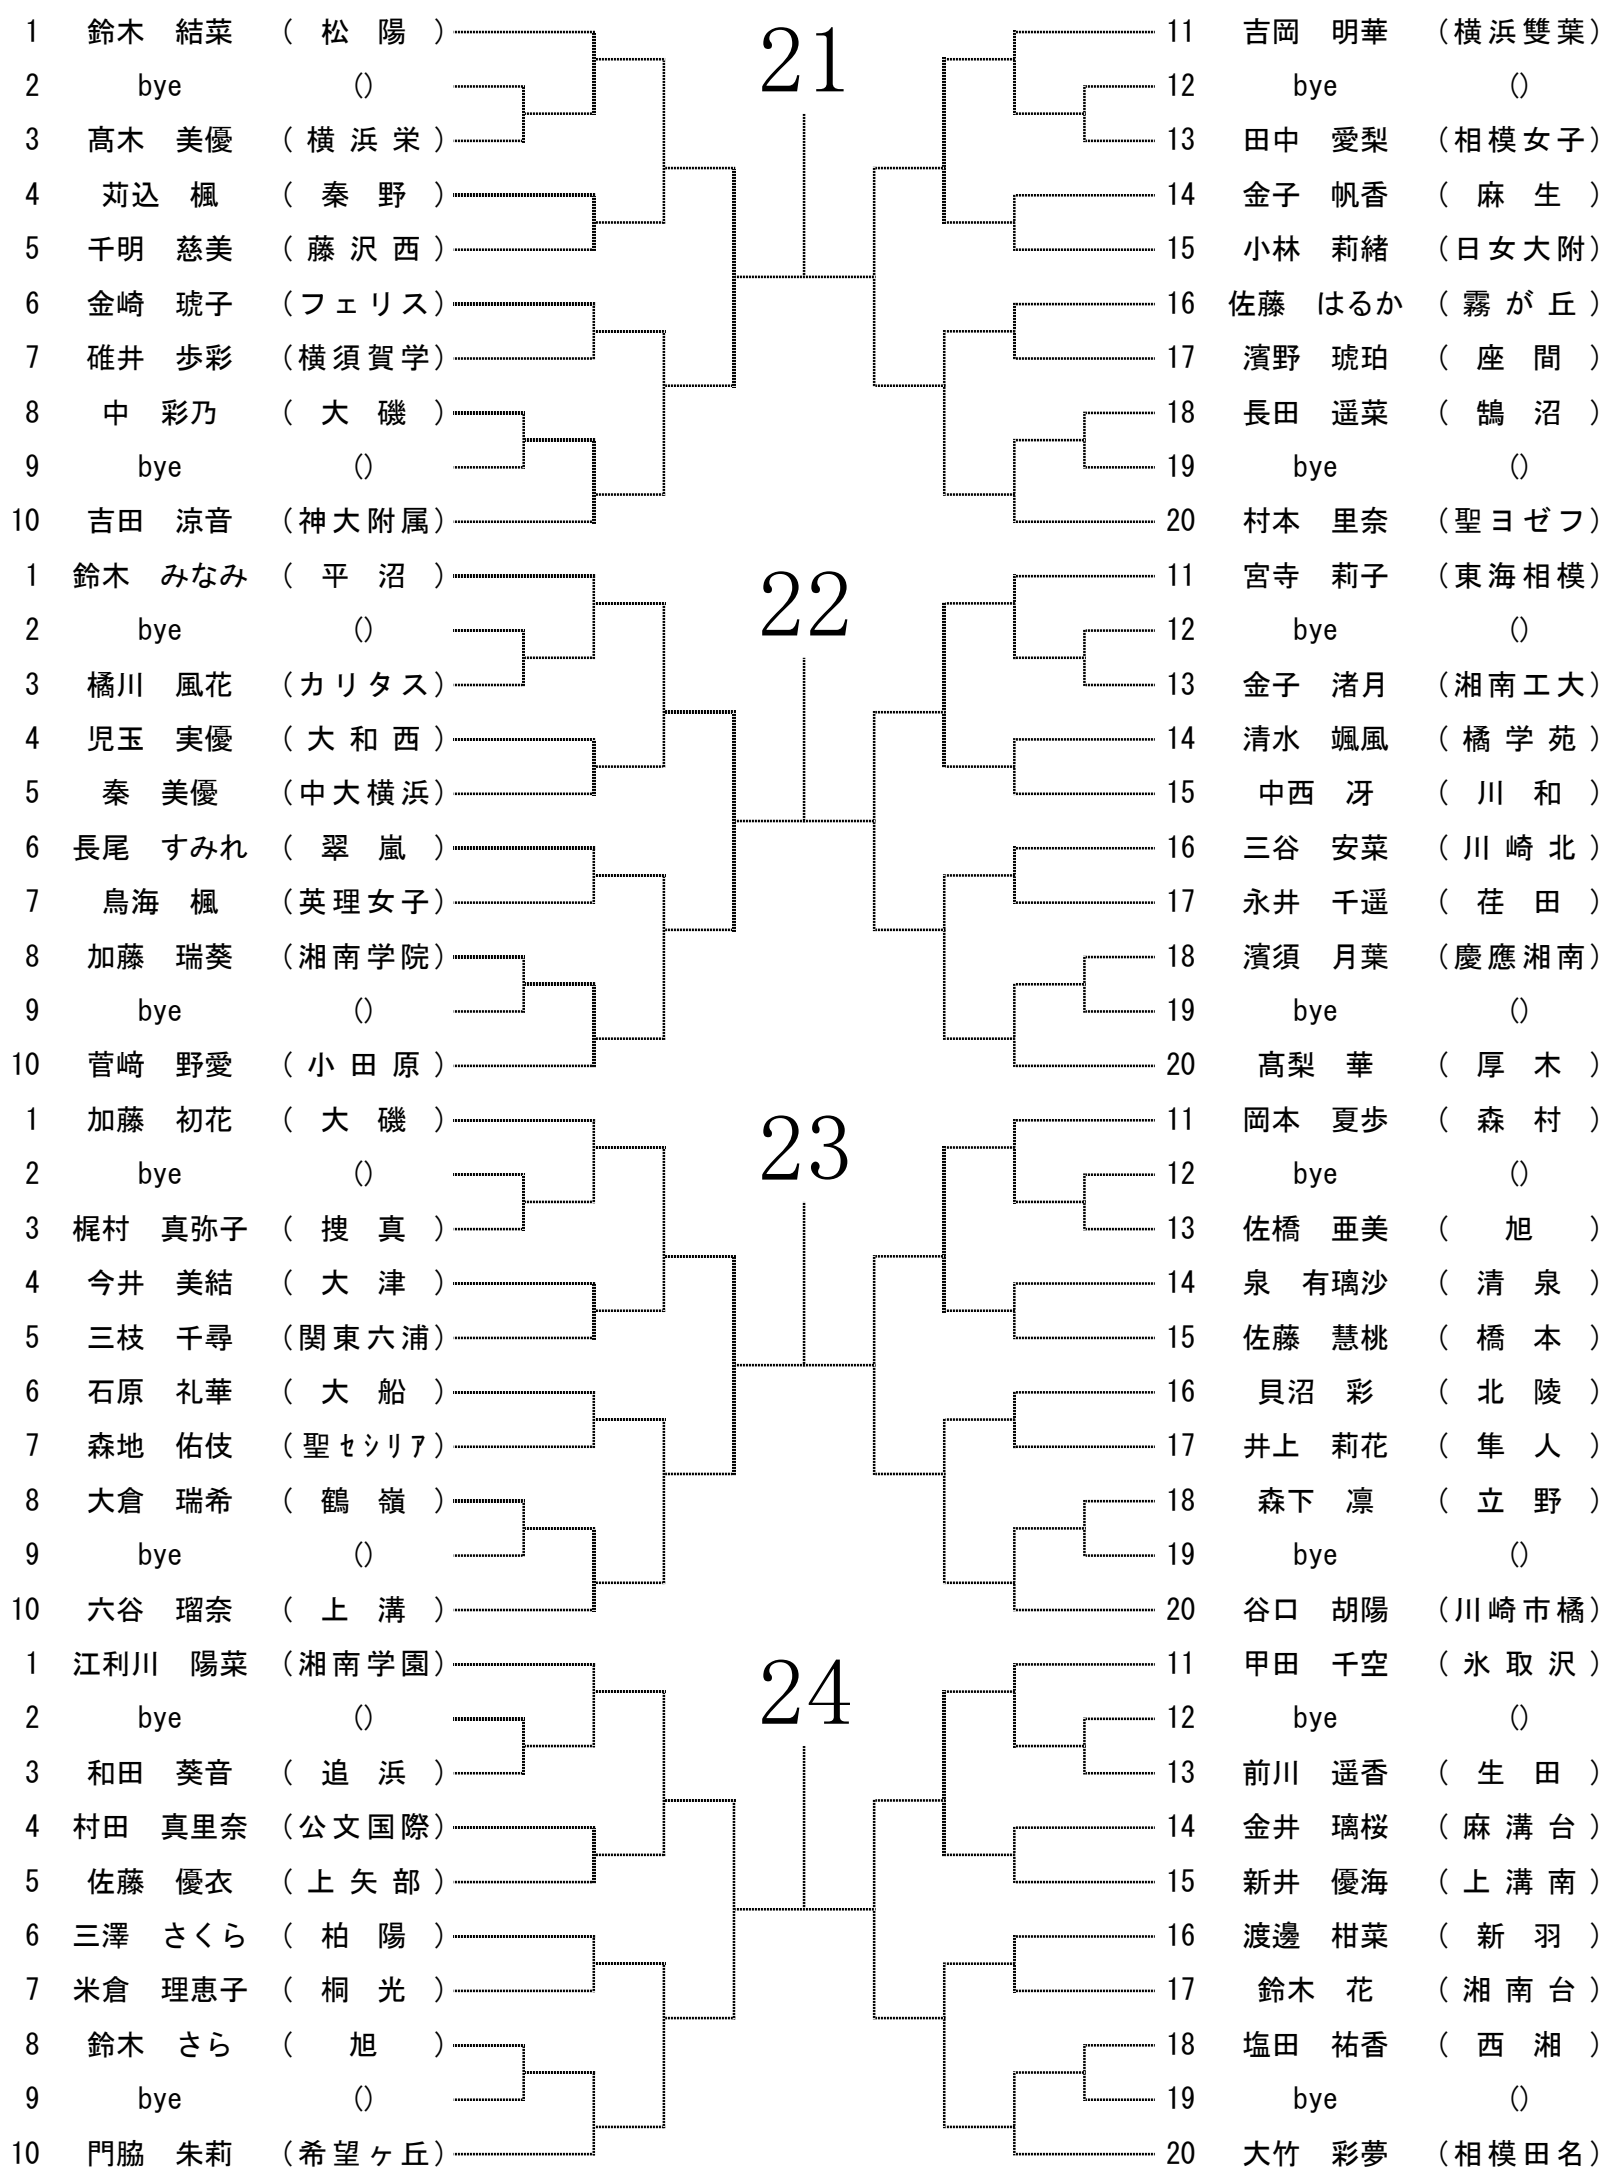 21
1 鈴木 結菜 (松陽) 11 吉岡 明華 (横浜雙葉)
2 bye () 12 bye ()
3 髙木 美優 (横浜栄) 13 田中 愛梨 (相模女子)
4 苅込 楓 (秦野) 14 金子 帆香 (麻生)
5 千明 慈美 (藤沢西) 15 小林 莉緒 (日女大附)
6 金崎 琥子 (フェリス) 16 佐藤 はるか (霧が丘)
7 碓井 歩彩 (横須賀学) 17 濱野 琥珀 (座間)
8 中 彩乃 (大磯) 18 長田 遥菜 (鵠沼)
9 bye () 19 bye ()
10 吉田 涼音 (神大附属) 20 村本 里奈 (聖ヨゼフ)
22
1 鈴木 みなみ (平沼) 11 宮寺 莉子 (東海相模)
2 bye () 12 bye ()
3 橘川 風花 (カリタス) 13 金子 渚月 (湘南工大)
4 児玉 実優 (大和西) 14 清水 颯風 (橘学苑)
5 秦 美優 (中大横浜) 15 中西 冴 (川和)
6 長尾 すみれ (翠嵐) 16 三谷 安菜 (川崎北)
7 鳥海 楓 (英理女子) 17 永井 千遥 (荏田)
8 加藤 瑞葵 (湘南学院) 18 濱須 月葉 (慶應湘南)
9 bye () 19 bye ()
10 菅﨑 野愛 (小田原) 20 髙梨 華 (厚木)
23
1 加藤 初花 (大磯) 11 岡本 夏歩 (森村)
2 bye () 12 bye ()
3 梶村 真弥子 (捜真) 13 佐橋 亜美 (旭)
4 今井 美結 (大津) 14 泉 有璃沙 (清泉)
5 三枝 千尋 (関東六浦) 15 佐藤 慧桃 (橋本)
6 石原 礼華 (大船) 16 貝沼 彩 (北陵)
7 森地 佑伎 (聖ｾｼﾘｱ) 17 井上 莉花 (隼人)
8 大倉 瑞希 (鶴嶺) 18 森下 凛 (立野)
9 bye () 19 bye ()
10 六谷 瑠奈 (上溝) 20 谷口 胡陽 (川崎市橘)
24
1 江利川 陽菜 (湘南学園) 11 甲田 千空 (氷取沢)
2 bye () 12 bye ()
3 和田 葵音 (追浜) 13 前川 遥香 (生田)
4 村田 真里奈 (公文国際) 14 金井 璃桜 (麻溝台)
5 佐藤 優衣 (上矢部) 15 新井 優海 (上溝南)
6 三澤 さくら (柏陽) 16 渡邊 柑菜 (新羽)
7 米倉 理恵子 (桐光) 17 鈴木 花 (湘南台)
8 鈴木 さら (旭) 18 塩田 祐香 (西湘)
9 bye () 19 bye ()
10 門脇 朱莉 (希望ヶ丘) 20 大竹 彩夢 (相模田名)